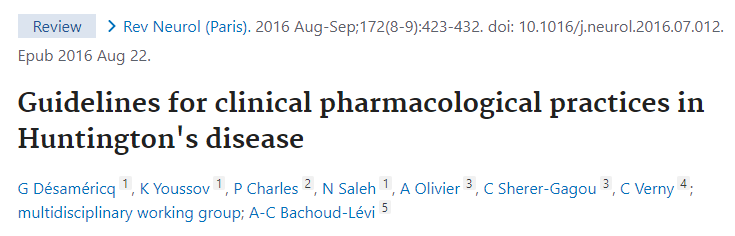 Review > Rev Neurol (Paris). 2016 Aug-Sep;172(8-9):423-432. doi: 10.1016/j.neurol.2016.07.012.
Epub 2016 Aug 22.
Guidelines for clinical pharmacological practices in
Huntington's disease
G Désaméricq 1, K Youssov 1, P Charles 2, N Saleh 1, A Olivier 3, C Sherer-Gagou 3, C Verny 4;
multidisciplinary working group; A-C Bachoud-Lévi 5